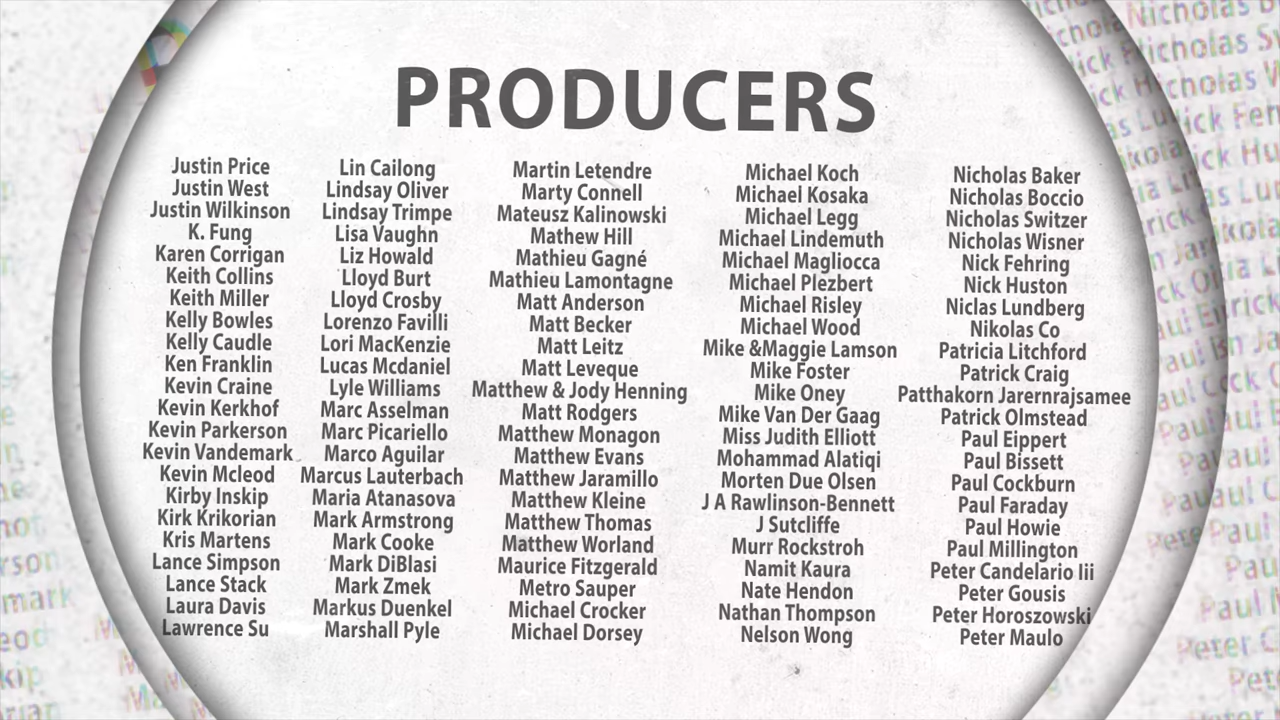 PRODUCERS
Justin Price
Justin West
Justin Wilkinson
K. Fung
Karen Corrigan
Keith Collins
Keith Miller
Kelly Bowles
Kelly Caudle
Ken Franklin
Kevin Craine
Kevin Kerkhof
Kevin Parkerson
Kevin Vandemark
Kevin Mcleod
Kirby Inskip
Kirk Krikorian
Kris Martens
Lance Simpson
Lance Stack
Laura Davis
Lawrence Su
Lin Cailong
Lindsay Oliver
Lindsay Trimpe
Lisa Vaughn
Liz Howald
Lloyd Burt
Lloyd Crosby
Lorenzo Favilli
Lori MacKenzie
Lucas Mcdaniel
Lyle Williams
Marc Asselman
Marc Picariello
Marco Aguilar
Marcus Lauterbach
Maria Atanasova
Mark Armstrong
Mark Cooke
Mark DiBlasi
Mark Zmek
Markus Duenkel
Marshall Pyle
Martin Letendre
Marty Connell
Mateusz Kalinowski
Mathew Hill
Mathieu Gagné
Mathieu Lamontagne
Matt Anderson
Matt Becker
Matt Leitz
Matt Leveque
Matthew & Jody Henning
Matt Rodgers
Matthew Monagon
Matthew Evans
Matthew Jaramillo
Matthew Kleine
Matthew Thomas
Matthew Worland
Maurice Fitzgerald
Metro Sauper
Michael Crocker
Michael Dorsey
Michael Koch
Michael Kosaka
Michael Legg
Michael Lindemuth
Michael Magliocca
Michael Plezbert
Michael Risley
Michael Wood
Mike &Maggie Lamson
Mike Foster
Mike Oney
Mike Van Der Gaag
Miss Judith Elliott
Mohammad Alatiqi
Morten Due Olsen
J A Rawlinson-Bennett
J Sutcliffe
Murr Rockstroh
Namit Kaura
Nate Hendon
Nathan Thompson
Nelson Wong
Nicholas Baker
Nicholas Boccio
Nicholas Switzer
Nicholas Wisner
Nick Fehring
Nick Huston
Niclas Lundberg
Nikolas Co
Patricia Litchford
Patrick Craig
Patthakorn Jarernrajsamee
Patrick Olmstead
Paul Eippert
Paul Bissett
Paul Cockburn
Paul Faraday
Paul Howie
Paul Millington
Peter Candelario Iii
Peter Gousis
Peter Horoszowski
Peter Maulo